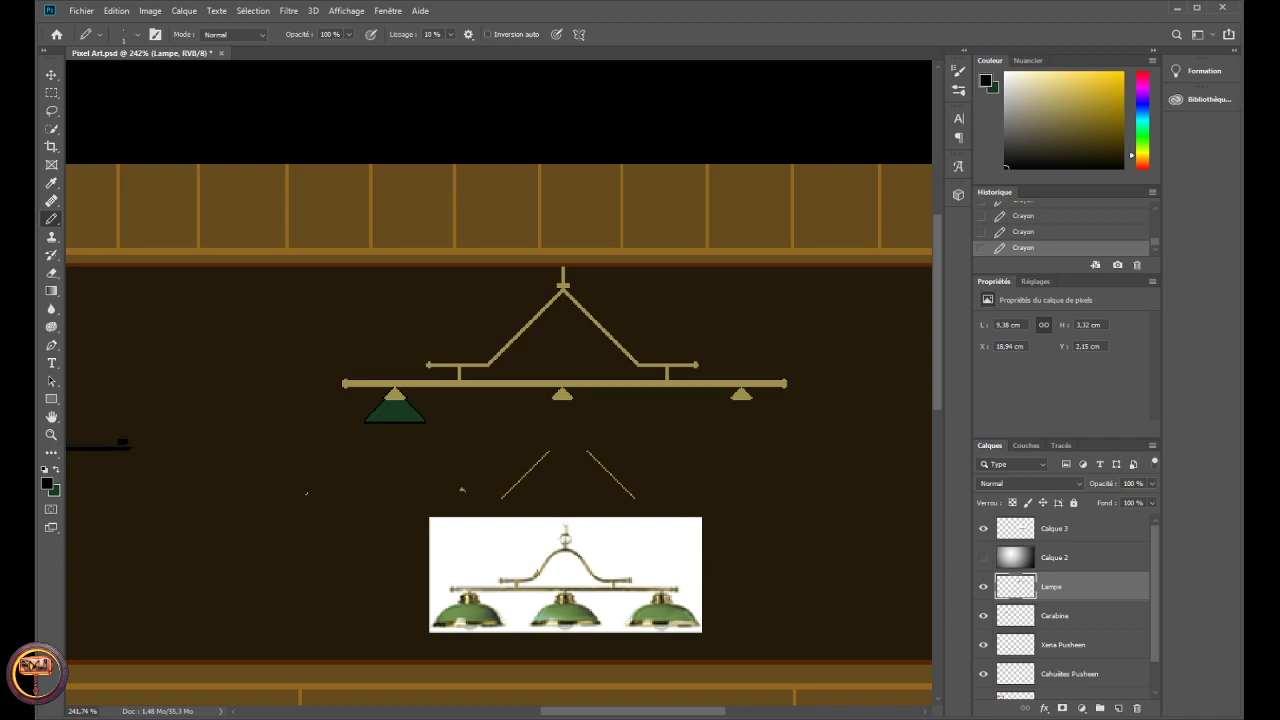 Fichier Edition Image Calque Texte Sélection Filtre 3D Affichage Fenêtre Aide
Mode : Normal Opacité : 100 % Lissage : 10 % Inversion auto
Pixel Art.psd @ 242% (Lampe, RVB/8) *
Couleur Nuancier
Formation
Bibliothèqu...
Historique
Crayon
Crayon
Crayon
Propriétés Réglages
Propriétés du calque de pixels
L : 9,38 cm H : 3,32 cm
X : 18,94 cm Y : 2,15 cm
Calques Couches Tracés
Type
Normal Opacité : 100 %
Verrou : Fond : 100 %
Calque 3
Calque 2
Lampe
Carabine
Xena Pusheen
Cahuètes Pusheen
241,74 % Doc : 1,48 Mo/55,3 Mo